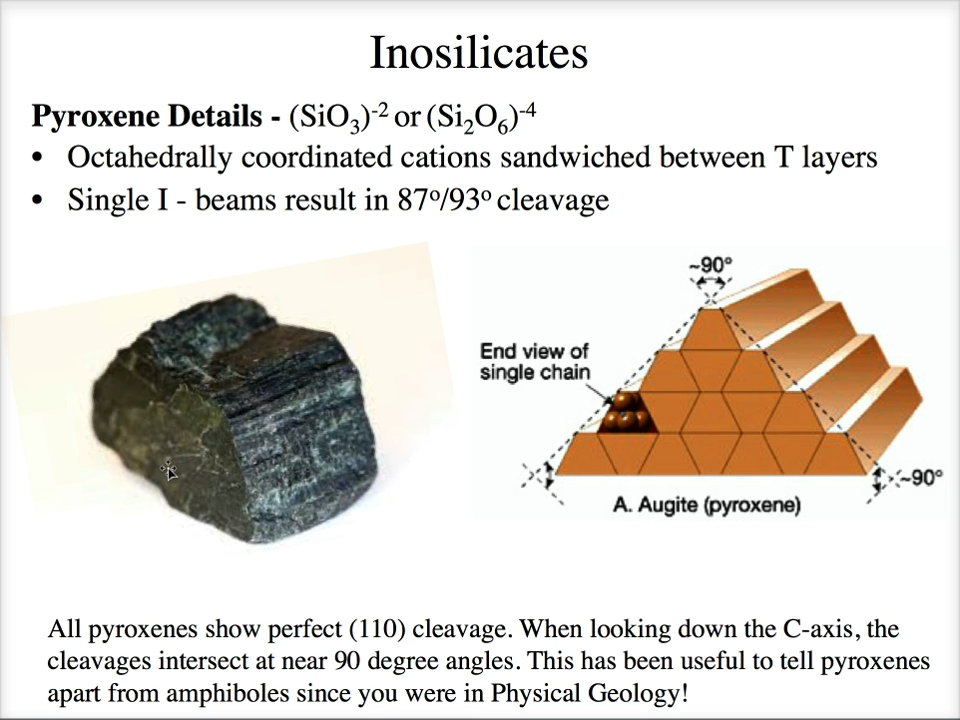 Inosilicates
Pyroxene Details - (SiO₃)⁻² or (Si₂O₆)⁻⁴
• Octahedrally coordinated cations sandwiched between T layers
• Single I - beams result in 87º/93º cleavage
~90°
End view of
single chain
~90°
A. Augite (pyroxene)
All pyroxenes show perfect (110) cleavage. When looking down the C-axis, the
cleavages intersect at near 90 degree angles. This has been useful to tell pyroxenes
apart from amphiboles since you were in Physical Geology!